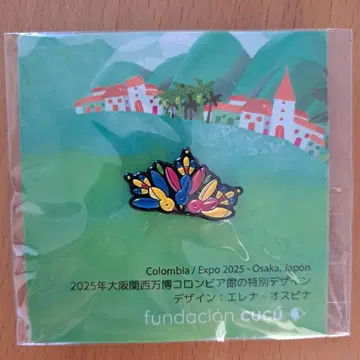 Colombia / Expo 2025 - Osaka, Japón
2025年大阪関西万博コロンビア館の特別デザイン
デザイン：エレナ・オスピナ
fundación cucú